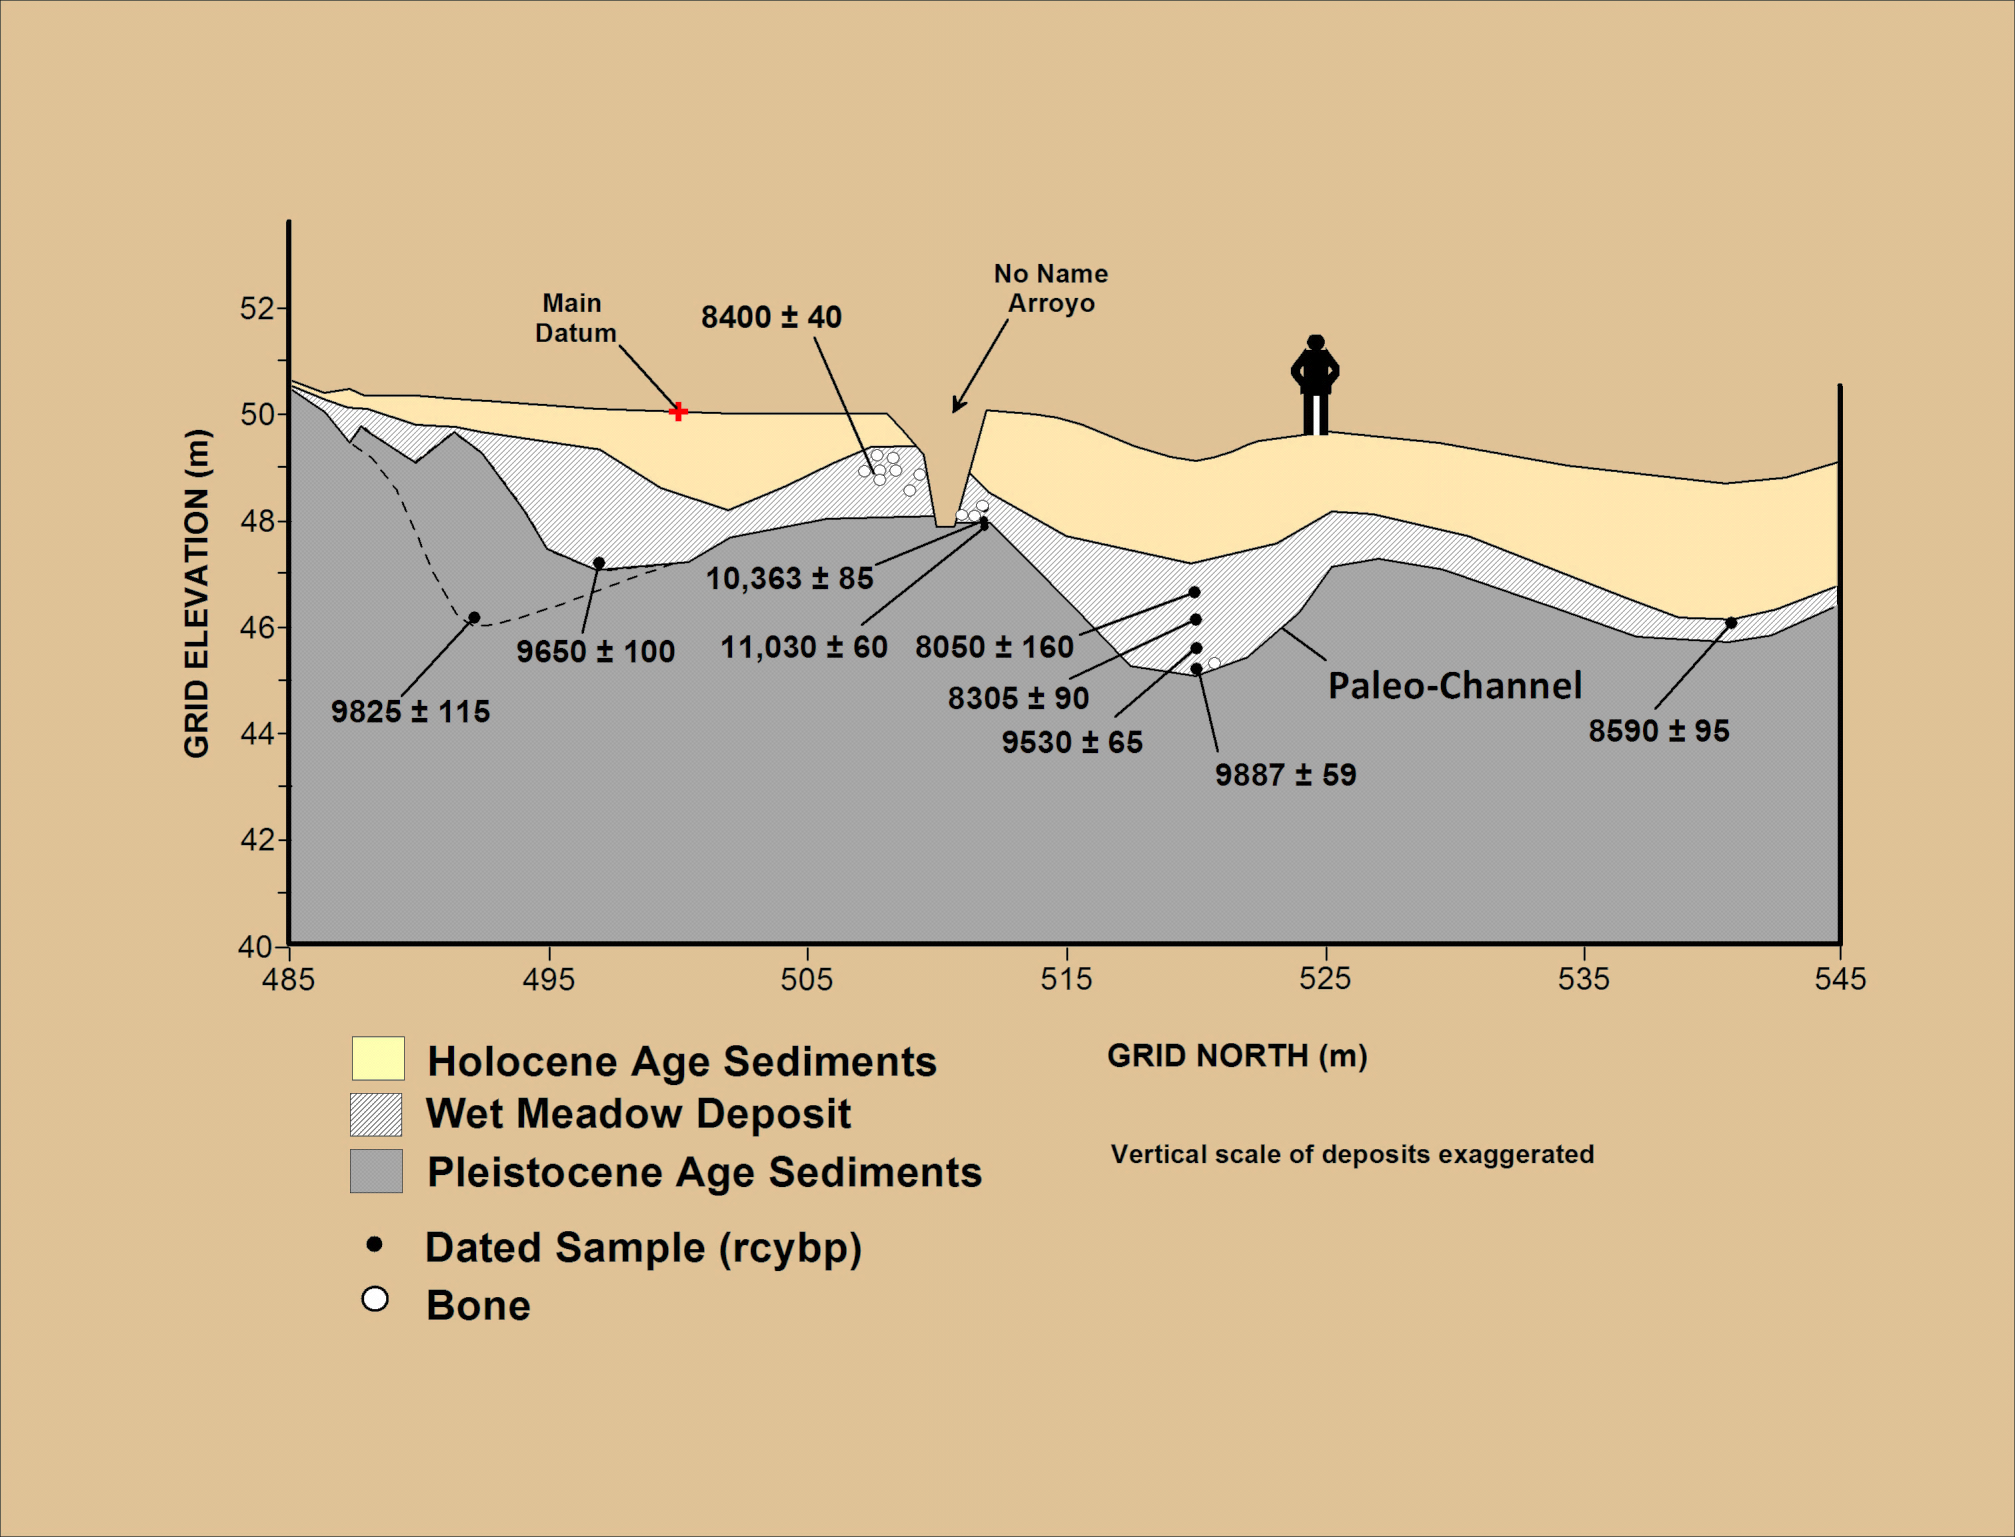 No Name
Arroyo
Main
Datum
8400 ± 40
52
50
48
46
44
42
40
GRID ELEVATION (m)
10,363 ± 85
9650 ± 100
11,030 ± 60
8050 ± 160
9825 ± 115
8305 ± 90
9530 ± 65
9887 ± 59
Paleo-Channel
8590 ± 95
485 495 505 515 525 535 545
GRID NORTH (m)
Holocene Age Sediments
Wet Meadow Deposit
Pleistocene Age Sediments
Vertical scale of deposits exaggerated
Dated Sample (rcybp)
Bone